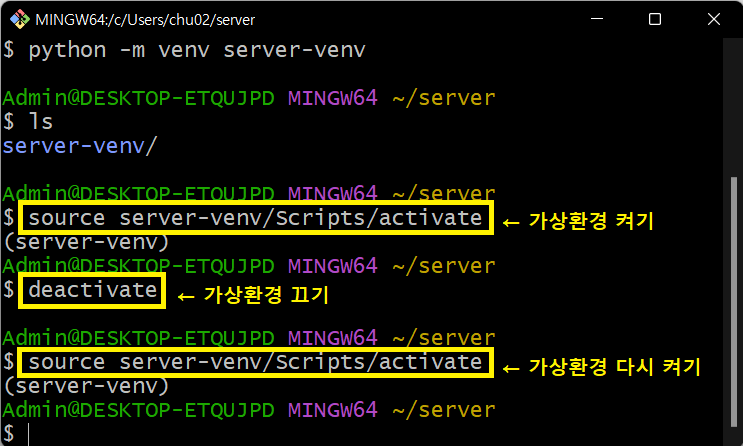 MINGW64:/c/Users/chu02/server
$ python -m venv server-venv
Admin@DESKTOP-ETQUJPD MINGW64 ~/server
$ ls
server-venv/
Admin@DESKTOP-ETQUJPD MINGW64 ~/server
$ source server-venv/Scripts/activate ← 가상환경 켜기
(server-venv)
Admin@DESKTOP-ETQUJPD MINGW64 ~/server
$ deactivate ← 가상환경 끄기
Admin@DESKTOP-ETQUJPD MINGW64 ~/server
$ source server-venv/Scripts/activate ← 가상환경 다시 켜기
(server-venv)
Admin@DESKTOP-ETQUJPD MINGW64 ~/server
$